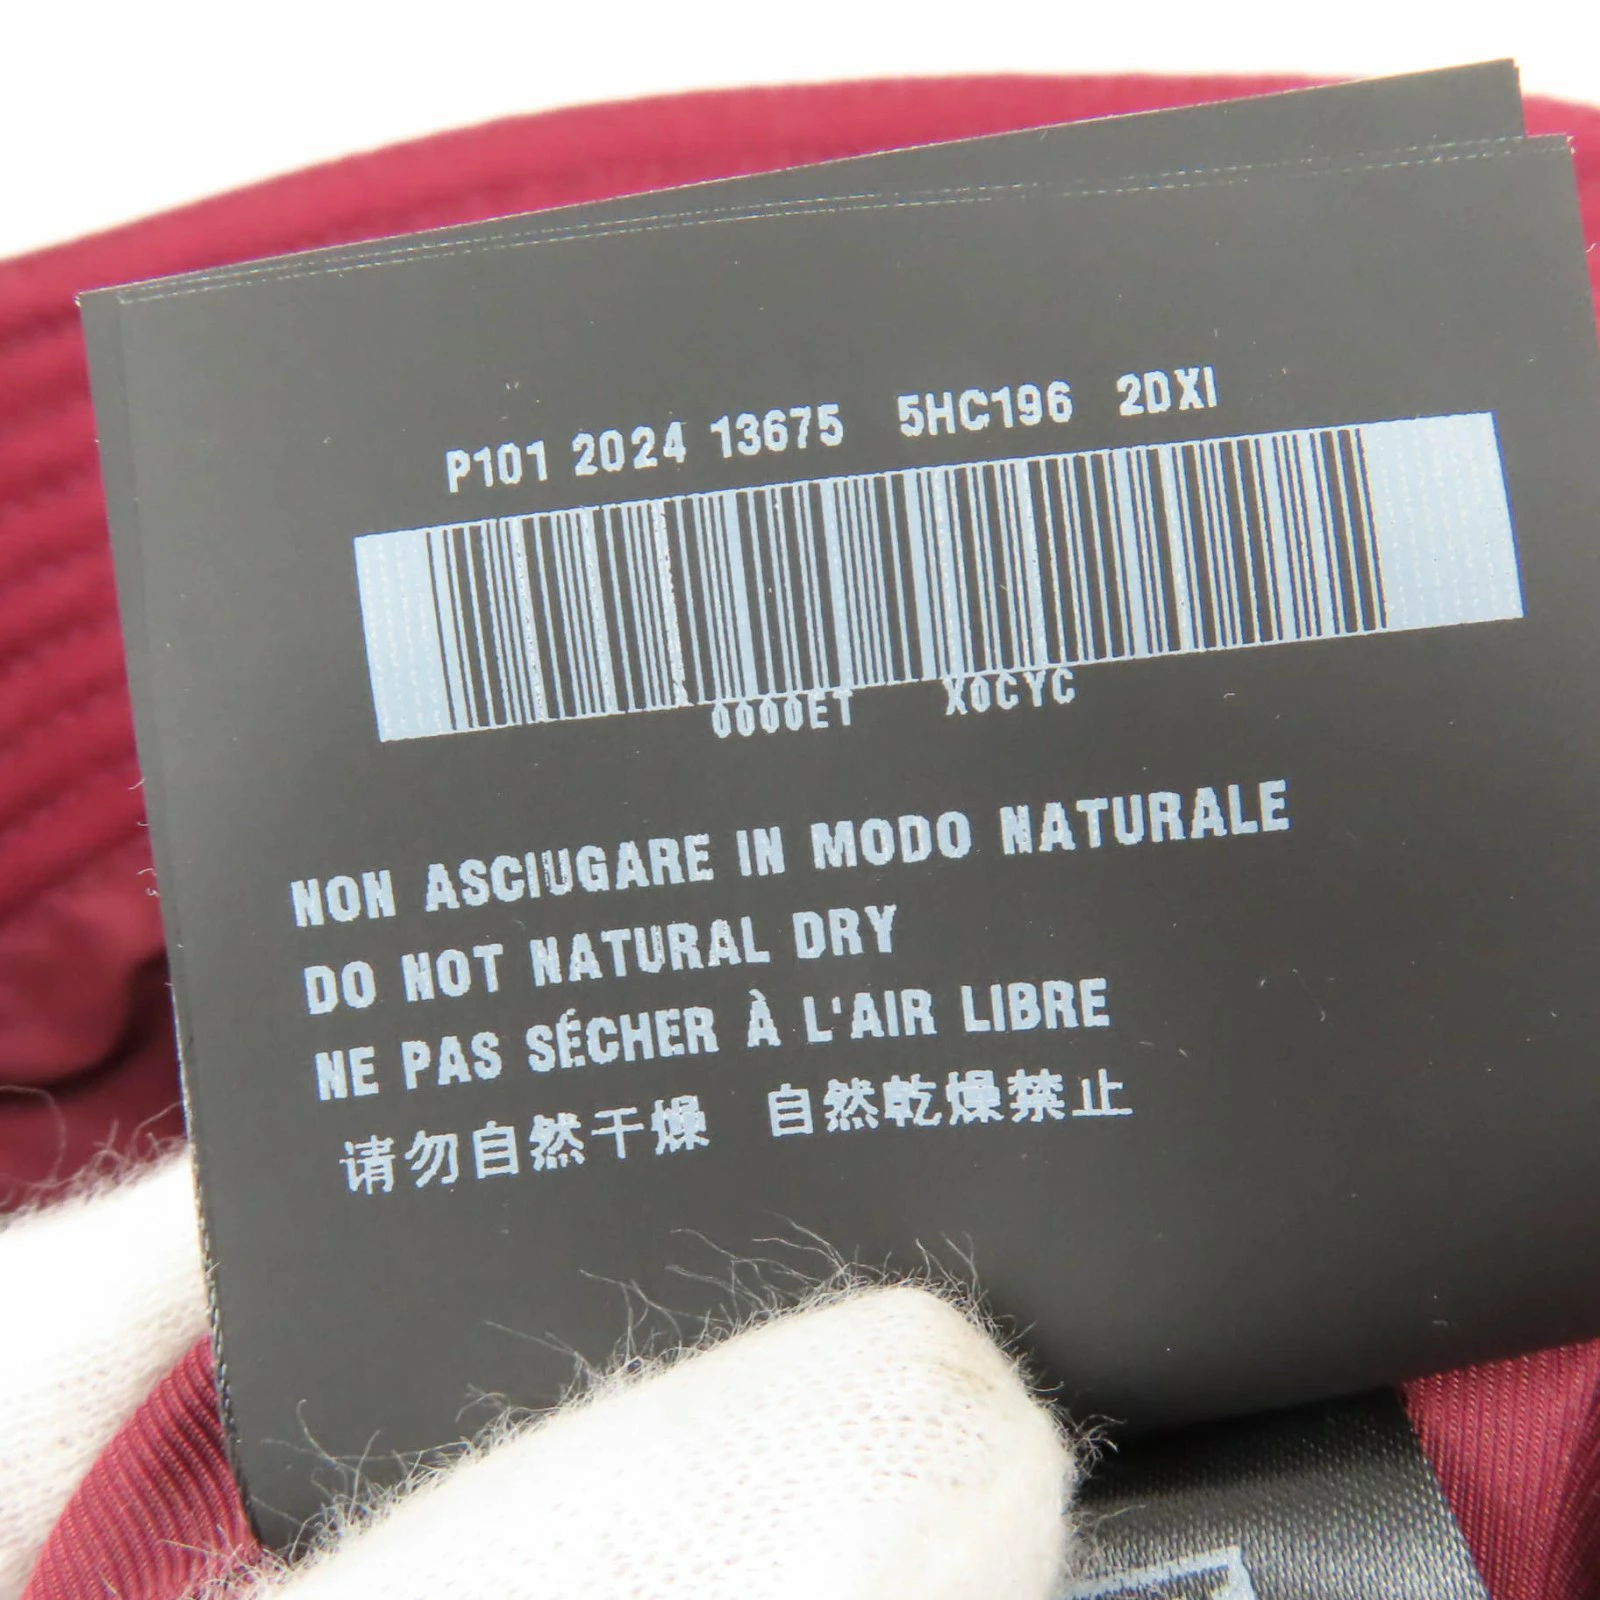 P101 2024 13675 5HC196 2DXI
0000ET X0CYC
NON ASCIUGARE IN MODO NATURALE
DO NOT NATURAL DRY
NE PAS SÉCHER À L'AIR LIBRE
请勿自然干燥 自然乾燥禁止